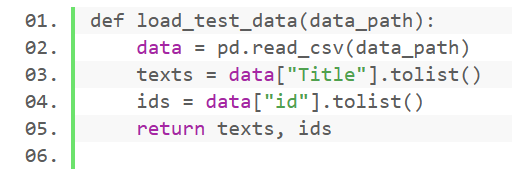 01. def load_test_data(data_path):
02.     data = pd.read_csv(data_path)
03.     texts = data["Title"].tolist()
04.     ids = data["id"].tolist()
05.     return texts, ids
06.